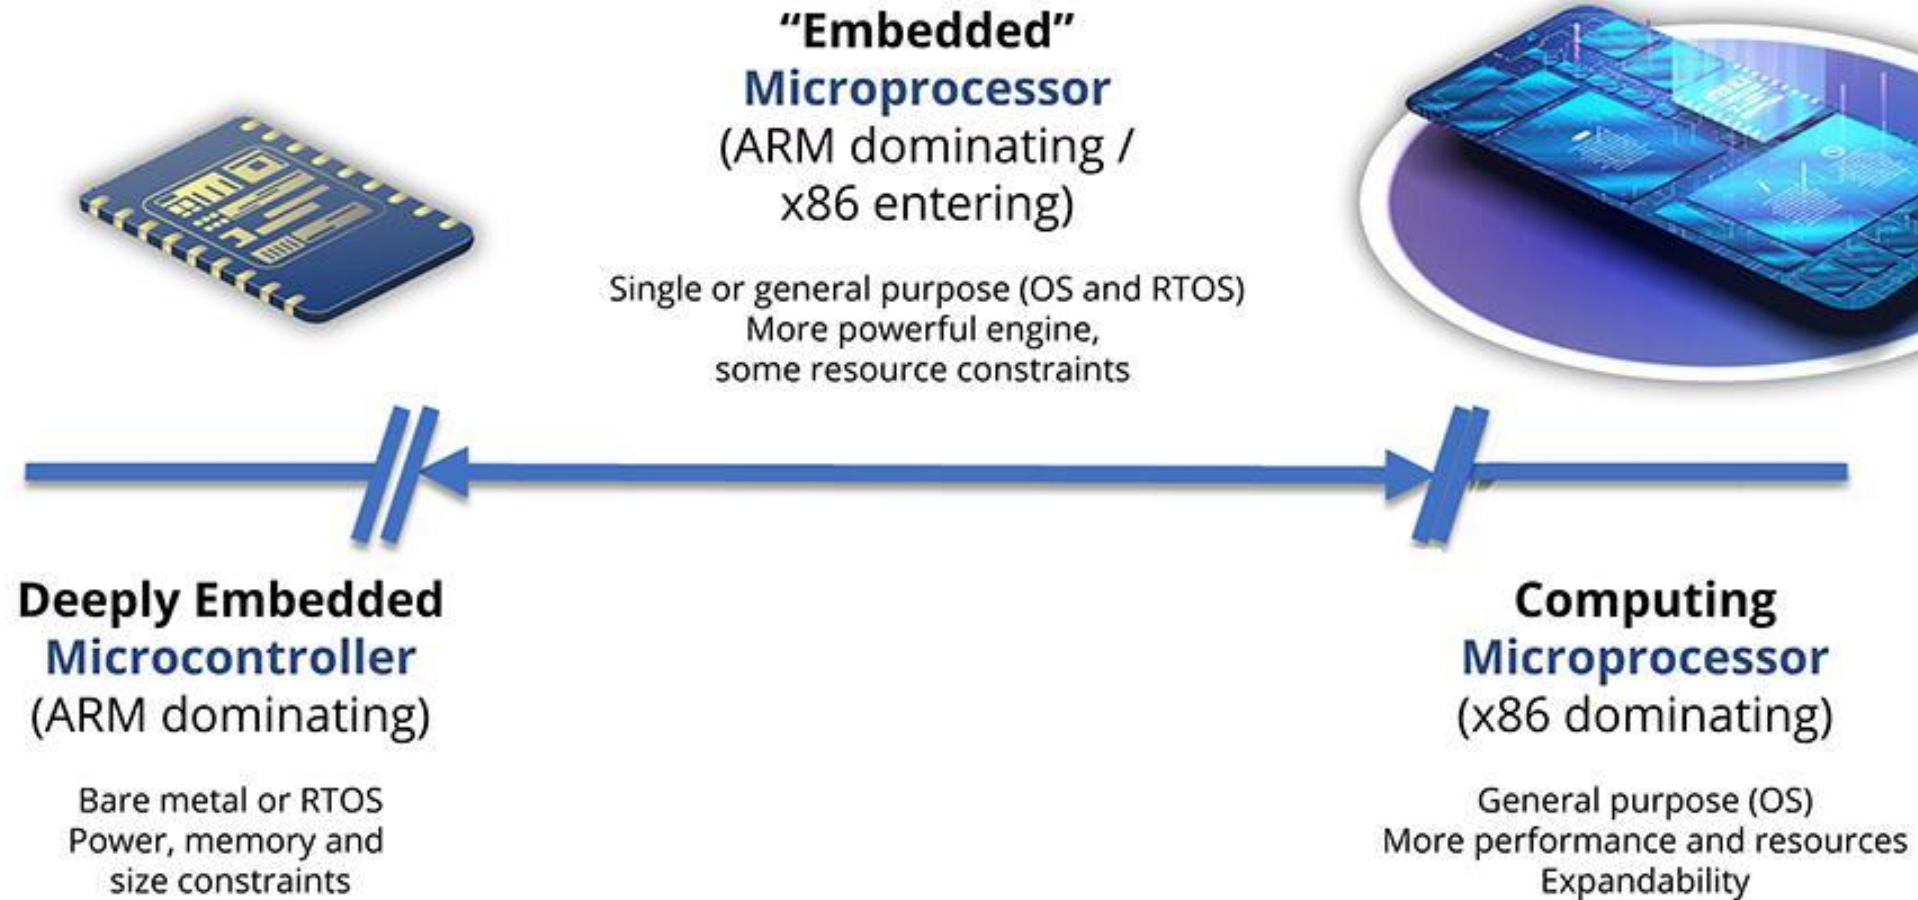 “Embedded”
Microprocessor
(ARM dominating /
x86 entering)
Single or general purpose (OS and RTOS)
More powerful engine,
some resource constraints
Deeply Embedded
Microcontroller
(ARM dominating)
Bare metal or RTOS
Power, memory and
size constraints
Computing
Microprocessor
(x86 dominating)
General purpose (OS)
More performance and resources
Expandability